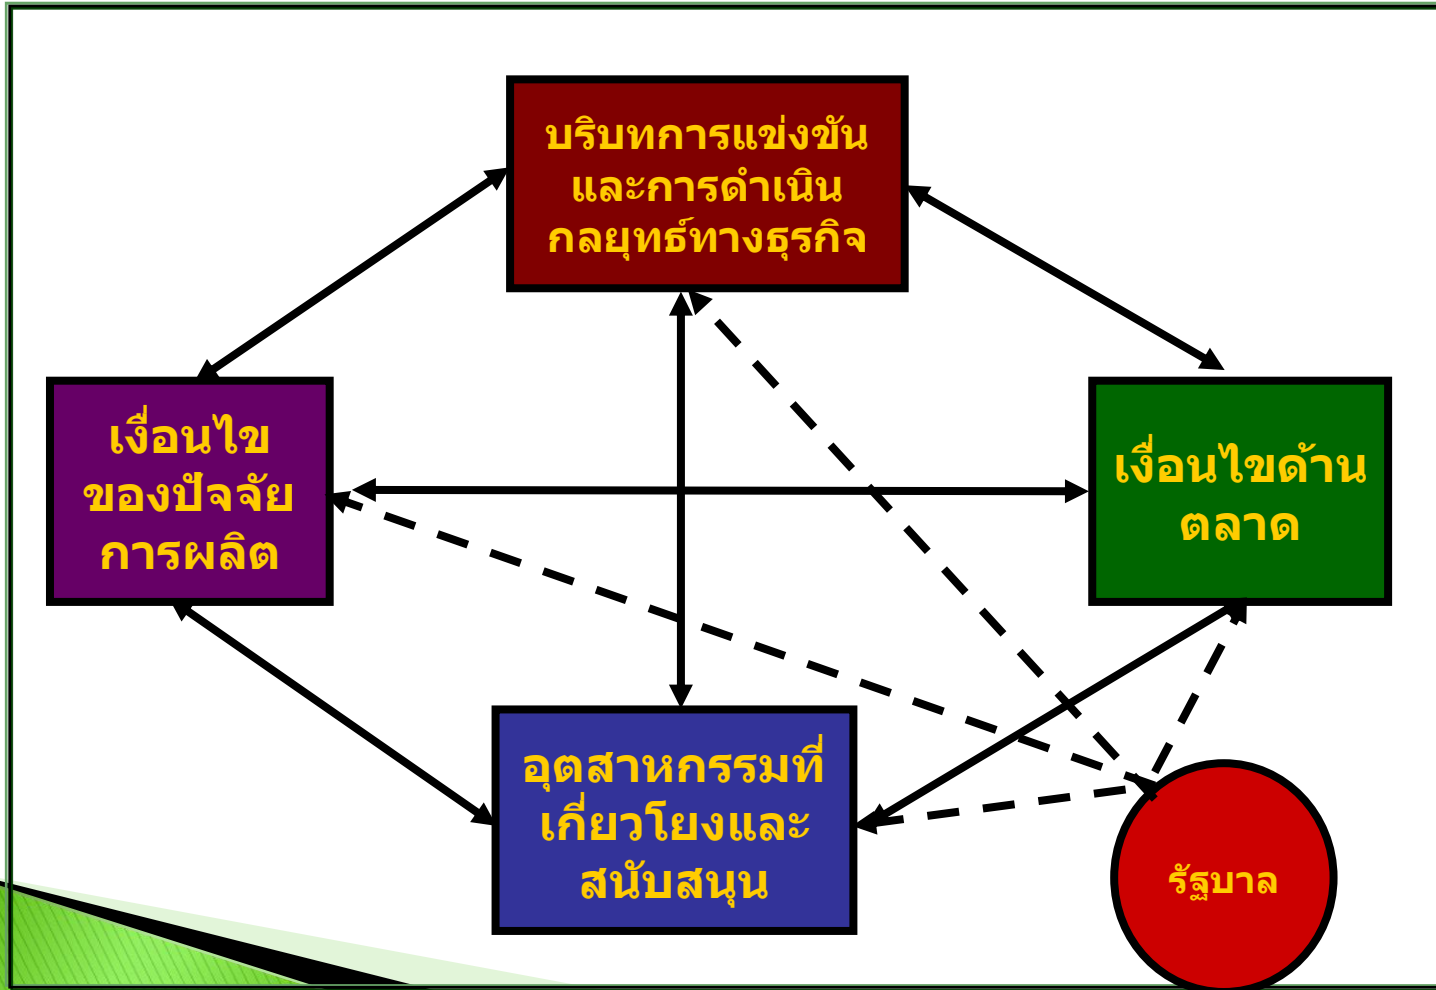 บริบทการแข่งขัน
และการดำเนิน
กลยุทธ์ทางธุรกิจ
เงื่อนไข
ของปัจจัย
การผลิต
เงื่อนไขด้าน
ตลาด
อุตสาหกรรมที่
เกี่ยวโยงและ
สนับสนุน
รัฐบาล